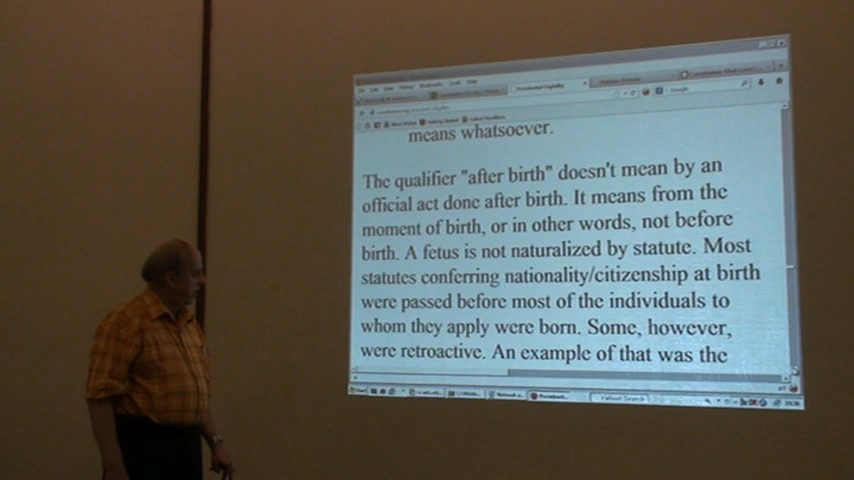 means whatsoever.
The qualifier "after birth" doesn't mean by an
official act done after birth. It means from the
moment of birth, or in other words, not before
birth. A fetus is not naturalized by statute. Most
statutes conferring nationality/citizenship at birth
were passed before most of the individuals to
whom they apply were born. Some, however,
were retroactive. An example of that was the
Yahoo Search